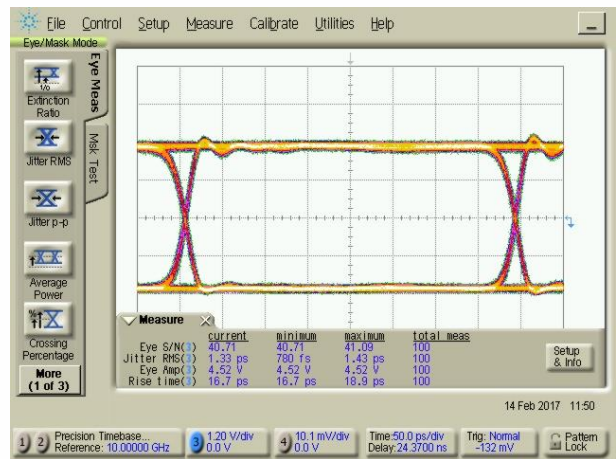 File Control Setup Measure Calibrate Utilities Help
Eye/Mask Mode
Eye Meas
Msk Test
1/0
Extinction
Ratio
Jitter RMS
Jitter p-p
Average
Power
Crossing
Percentage
More
(1 of 3)
Measure
current minimum maximum total meas
Eye S/N(3) 40.71 40.71 41.09 100
Jitter RMS(3) 1.33 ps 780 fs 1.43 ps 100
Eye Amp(3) 4.52 V 4.52 V 4.52 V 100
Rise time(3) 16.7 ps 16.7 ps 18.9 ps 100
Setup
& Info
14 Feb 2017 11:50
1 2 Precision Timebase...
Reference: 10.00000 GHz
3 1.20 V/div
0.0 V
4 10.1 mV/div
0.0 V
Time:50.0 ps/div
Delay:24.3700 ns
Trig: Normal
-132 mV
Pattern
Lock